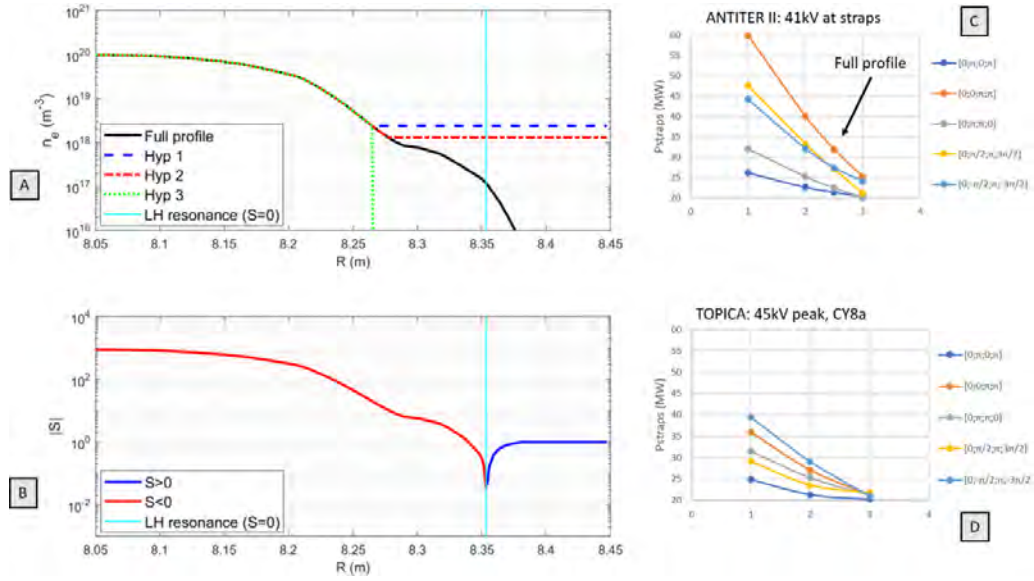 A
n_e (m^-3)
10^20
10^19
10^18
10^17
10^16
Full profile
Hyp 1
Hyp 2
Hyp 3
LH resonance (S=0)
8.05 8.1 8.15 8.2 8.25 8.3 8.35 8.4 8.45
R (m)
B
|S|
10^4
10^2
10^0
10^-2
S>0
S<0
LH resonance (S=0)
8.05 8.1 8.15 8.2 8.25 8.3 8.35 8.4 8.45
R (m)
ANTITER II: 41kV at straps
C
Full profile
Pstraps (MW)
60
55
50
45
40
35
30
25
20
0 1 2 3 4
[0;π;0;π]
[0;0;π;π]
[0;π;π;0]
[0;π/2;π;3π/2]
[0;-π/2;π;-3π/2]
TOPICA: 45kV peak, CY8a
Pstraps (MW)
60
55
50
45
40
35
30
25
20
0 1 2 3 4
[0;π;0;π]
[0;0;π;π]
[0;π;π;0]
[0;π/2;π;3π/2]
[0;-π/2;π;-3π/2]
D